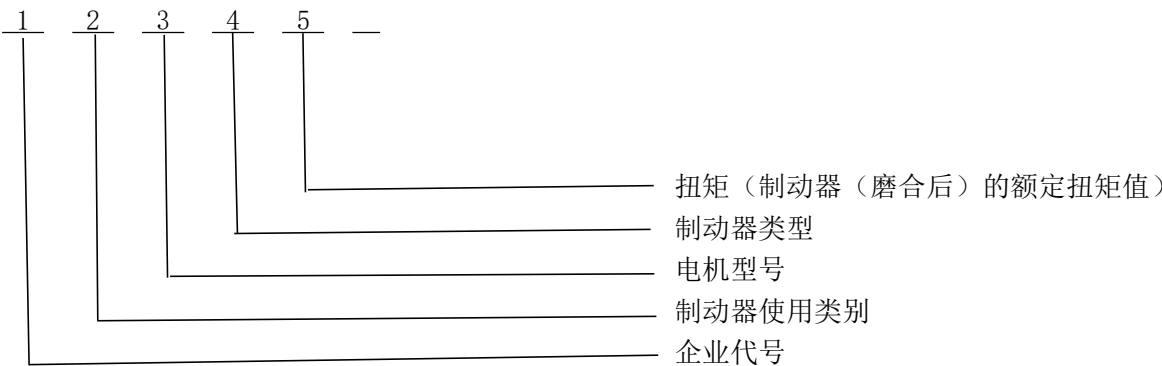 1 2 3 4 5
扭矩（制动器（磨合后）的额定扭矩值）
制动器类型
电机型号
制动器使用类别
企业代号